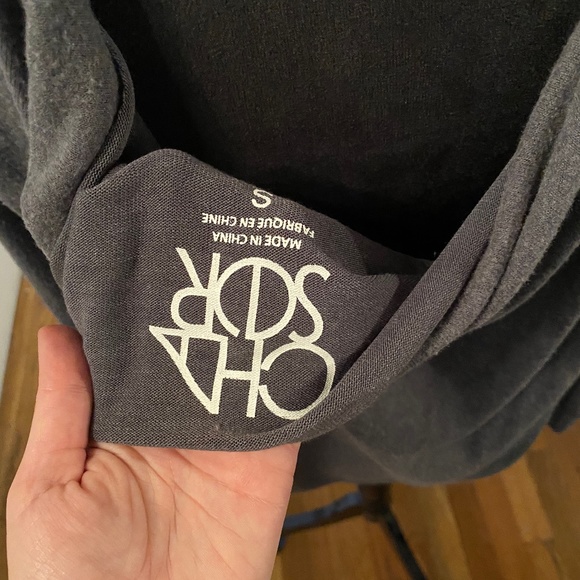 CHA
SER
MADE IN CHINA
FABRIQUE EN CHINE
S